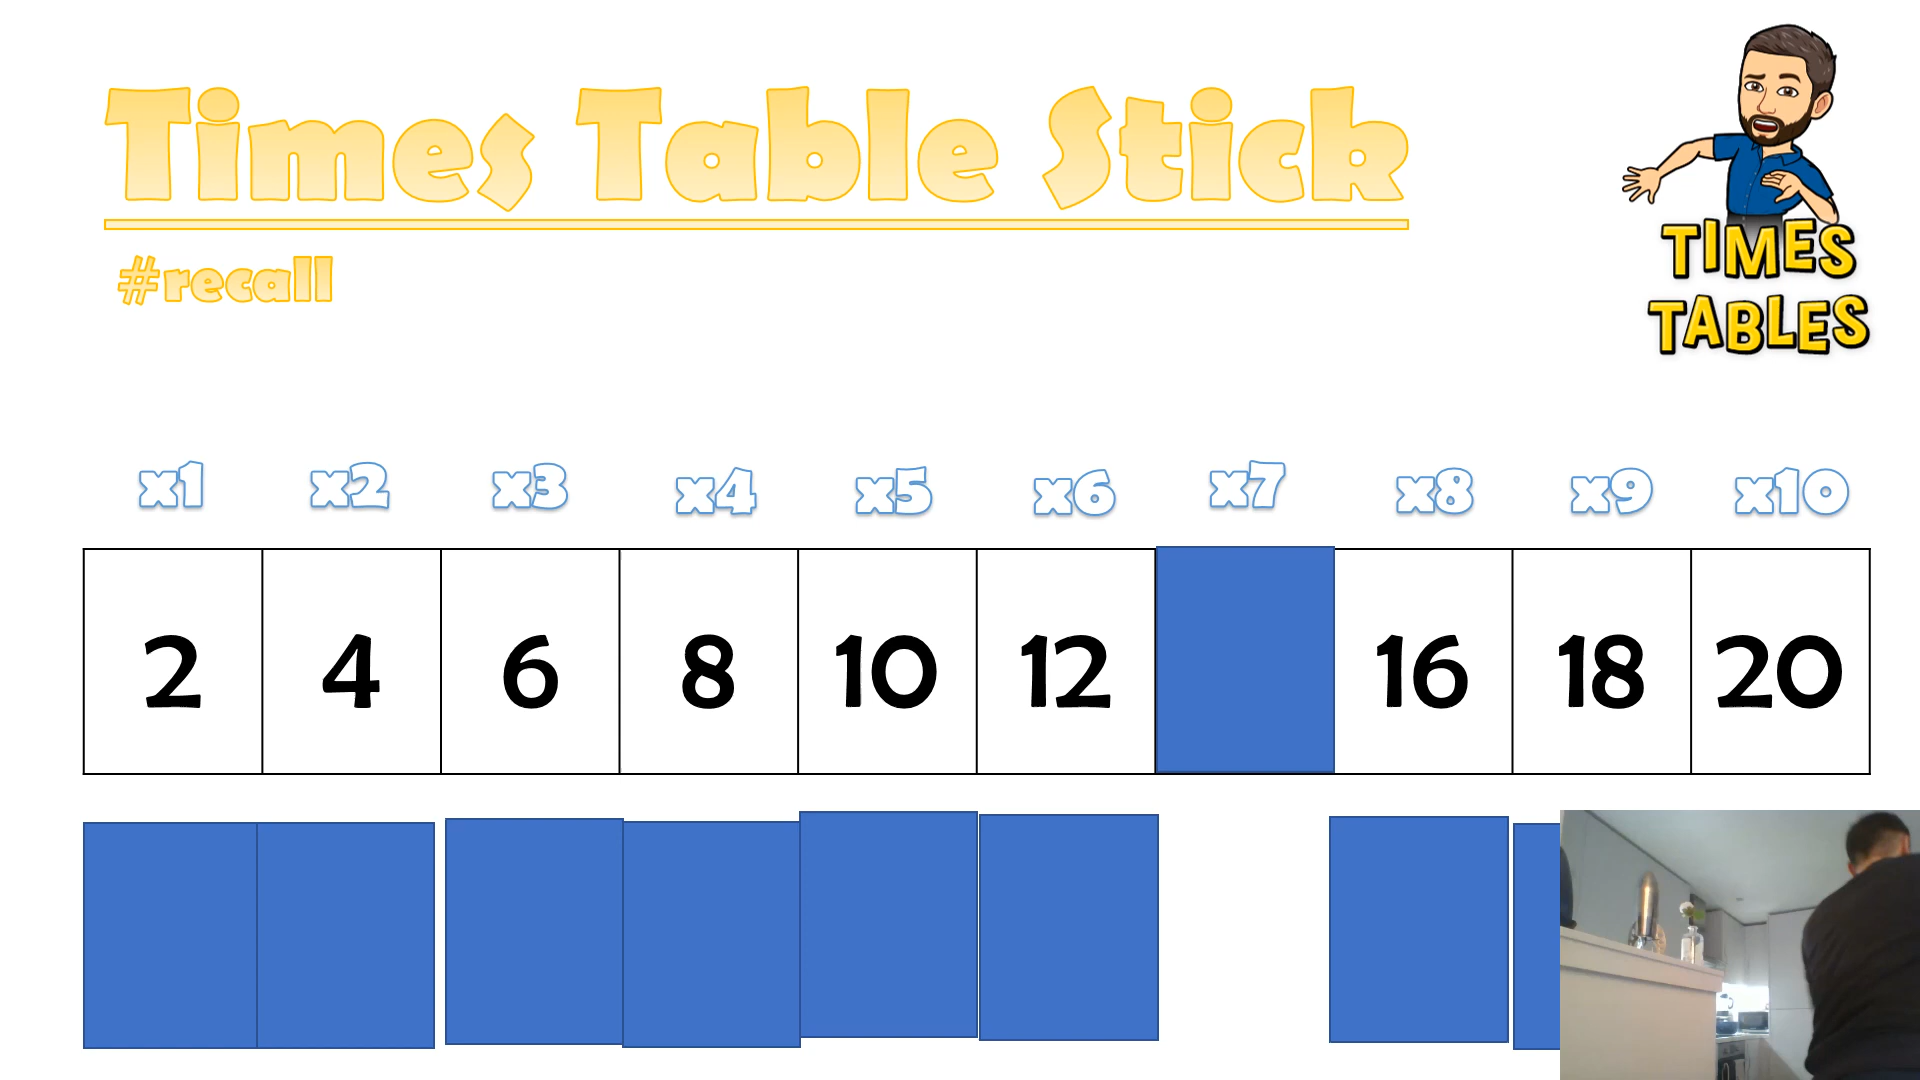 Times Table Stick
#recall
TIMES
TABLES
x1 x2 x3 x4 x5 x6 x7 x8 x9 x10
2 4 6 8 10 12 16 18 20